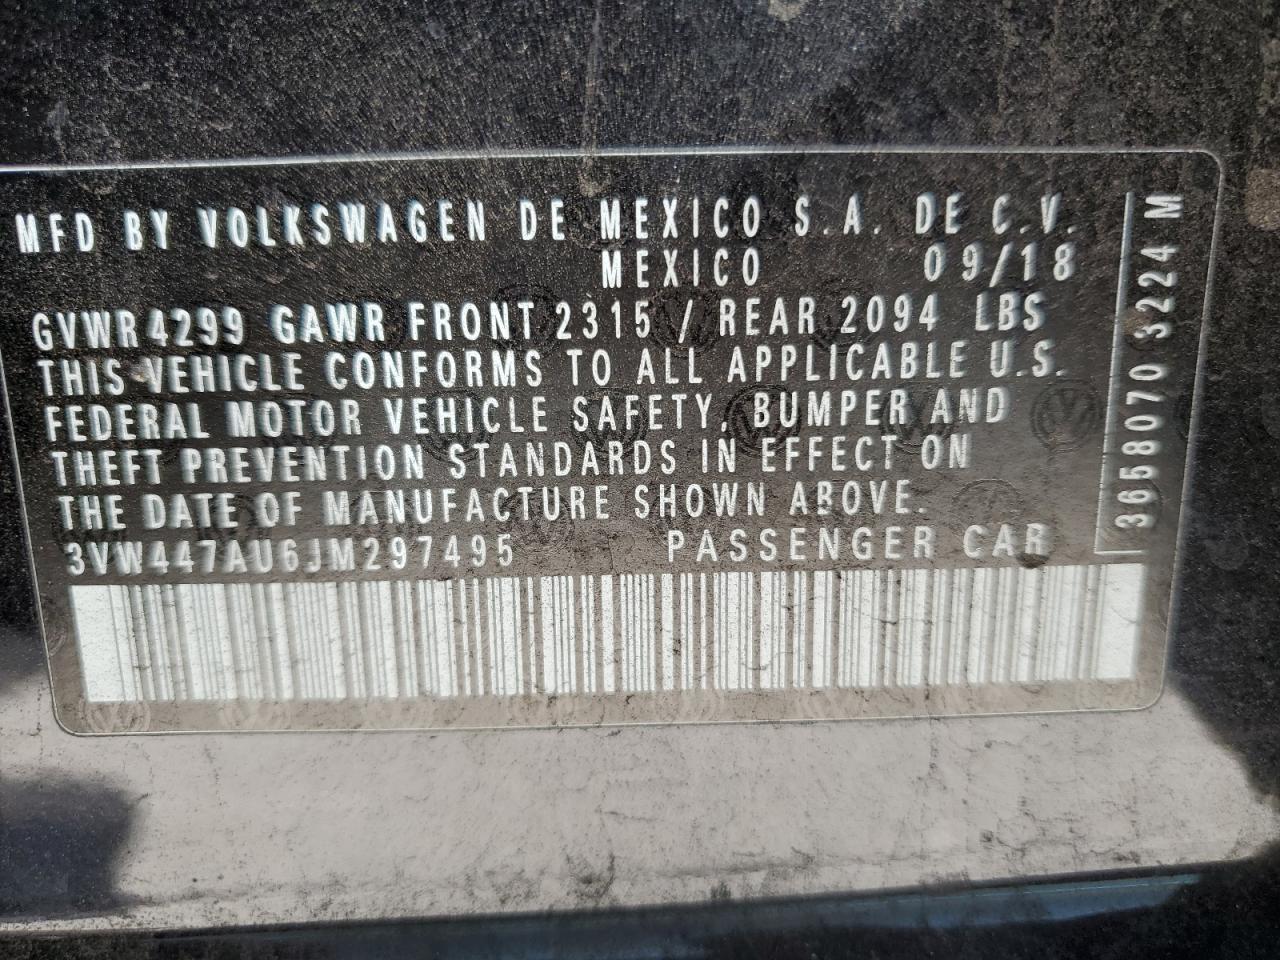 MFD BY VOLKSWAGEN DE MEXICO S.A. DE C.V.
MEXICO 09/18
GVWR 4299 GAWR FRONT 2315 / REAR 2094 LBS
THIS VEHICLE CONFORMS TO ALL APPLICABLE U.S.
FEDERAL MOTOR VEHICLE SAFETY, BUMPER AND
THEFT PREVENTION STANDARDS IN EFFECT ON
THE DATE OF MANUFACTURE SHOWN ABOVE.
3VW447AU6JM297495 PASSENGER CAR
3658070 3224 M